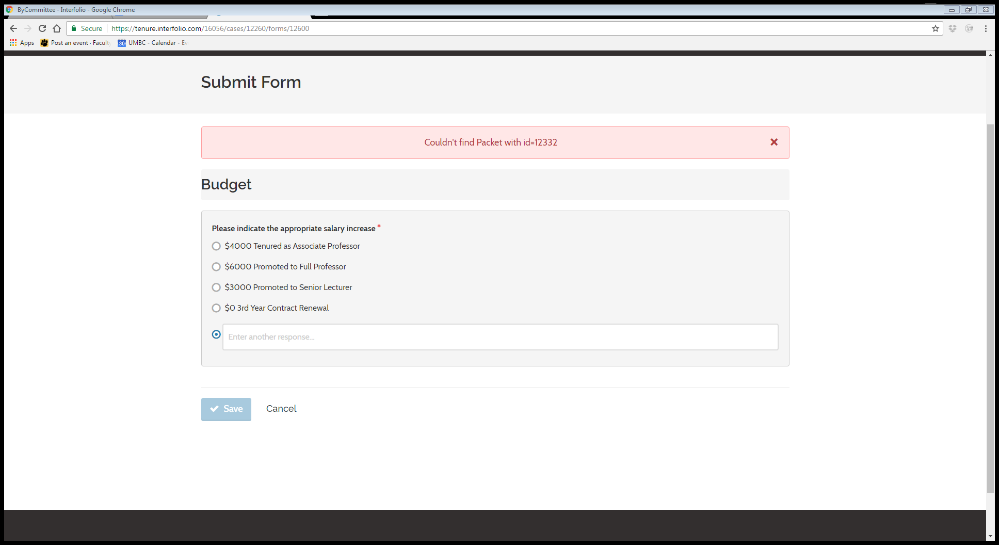 ByCommittee - Interfolio - Google Chrome
Secure https://tenure.interfolio.com/16056/cases/12260/forms/12600
Apps Post an event · Facult 30 UMBC - Calendar - Ev
Submit Form
Couldn't find Packet with id=12332
Budget
Please indicate the appropriate salary increase *
$4000 Tenured as Associate Professor
$6000 Promoted to Full Professor
$3000 Promoted to Senior Lecturer
$0 3rd Year Contract Renewal
Enter another response...
Save Cancel